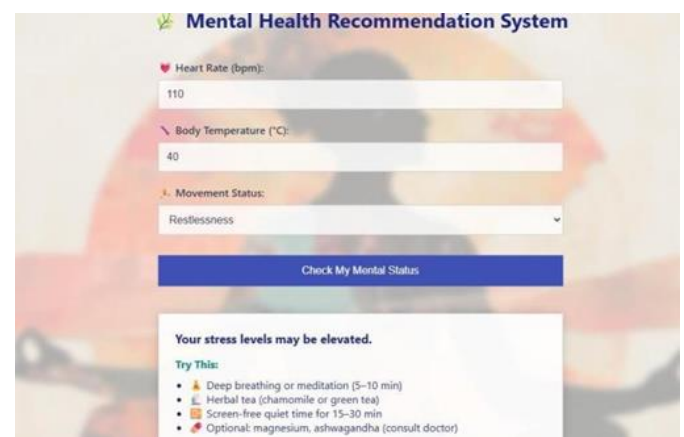 Mental Health Recommendation System
Heart Rate (bpm):
110
Body Temperature (°C):
40
Movement Status:
Restlessness
Check My Mental Status
Your stress levels may be elevated.
Try This:
Deep breathing or meditation (5–10 min)
Herbal tea (chamomile or green tea)
Screen-free quiet time for 15–30 min
Optional: magnesium, ashwagandha (consult doctor)